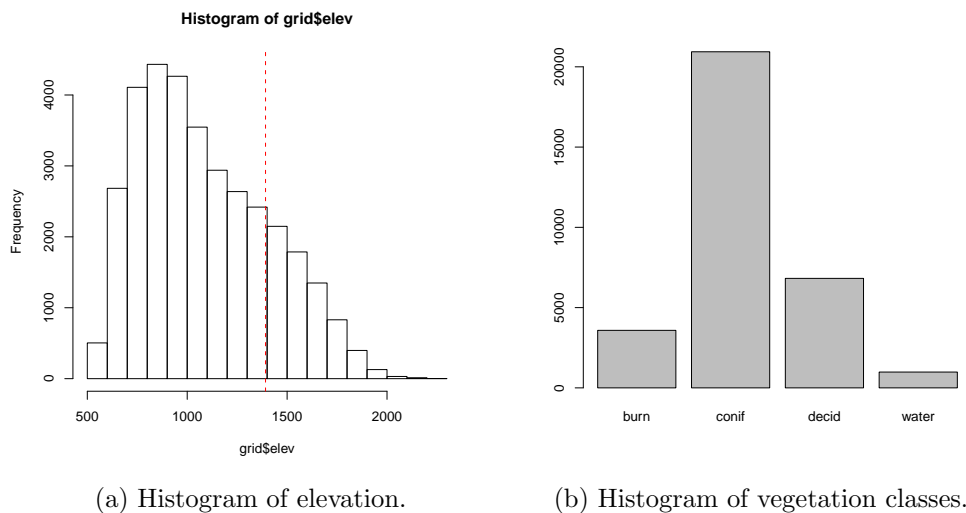 Histogram of grid$elev
Frequency
0
1000
2000
3000
4000
500
1000
1500
2000
grid$elev
(a) Histogram of elevation.
0
5000
10000
15000
20000
burn
conif
decid
water
(b) Histogram of vegetation classes.